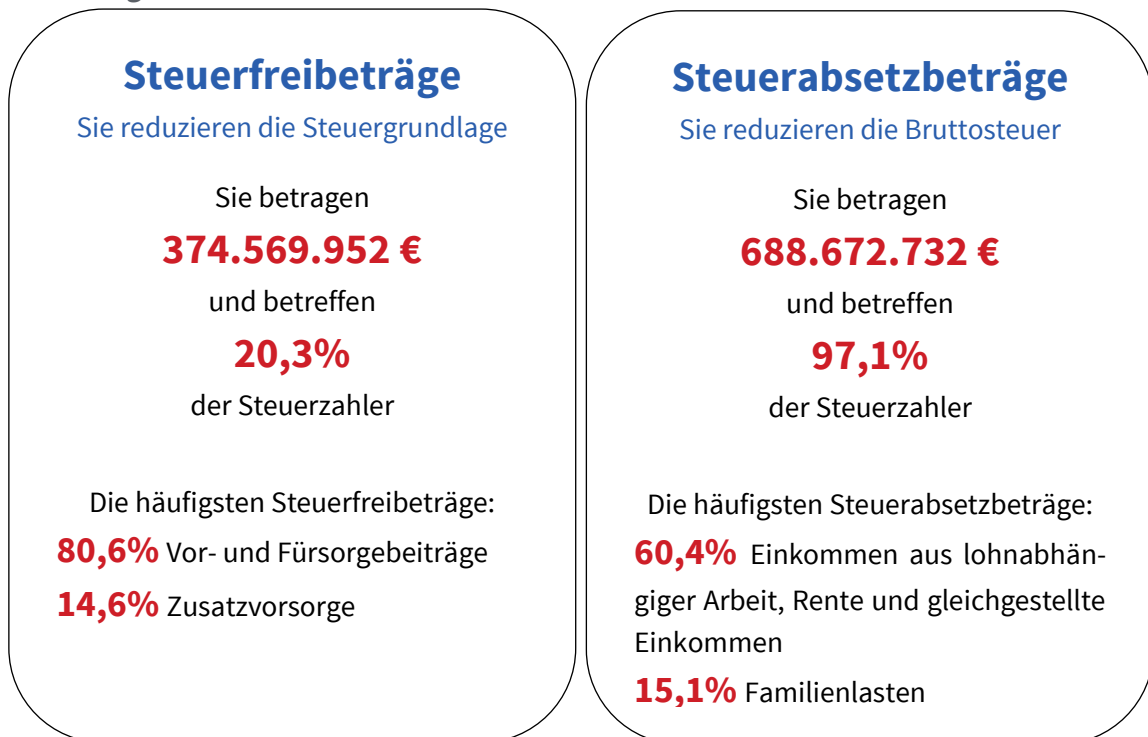 Steuerfreibeträge
Sie reduzieren die Steuergrundlage
Sie betragen
374.569.952 €
und betreffen
20,3%
der Steuerzahler
Die häufigsten Steuerfreibeträge:
80,6% Vor- und Fürsorgebeiträge
14,6% Zusatzvorsorge
Steuerabsetzbeträge
Sie reduzieren die Bruttosteuer
Sie betragen
688.672.732 €
und betreffen
97,1%
der Steuerzahler
Die häufigsten Steuerabsetzbeträge:
60,4% Einkommen aus lohnabhän-
giger Arbeit, Rente und gleichgestellte
Einkommen
15,1% Familienlasten